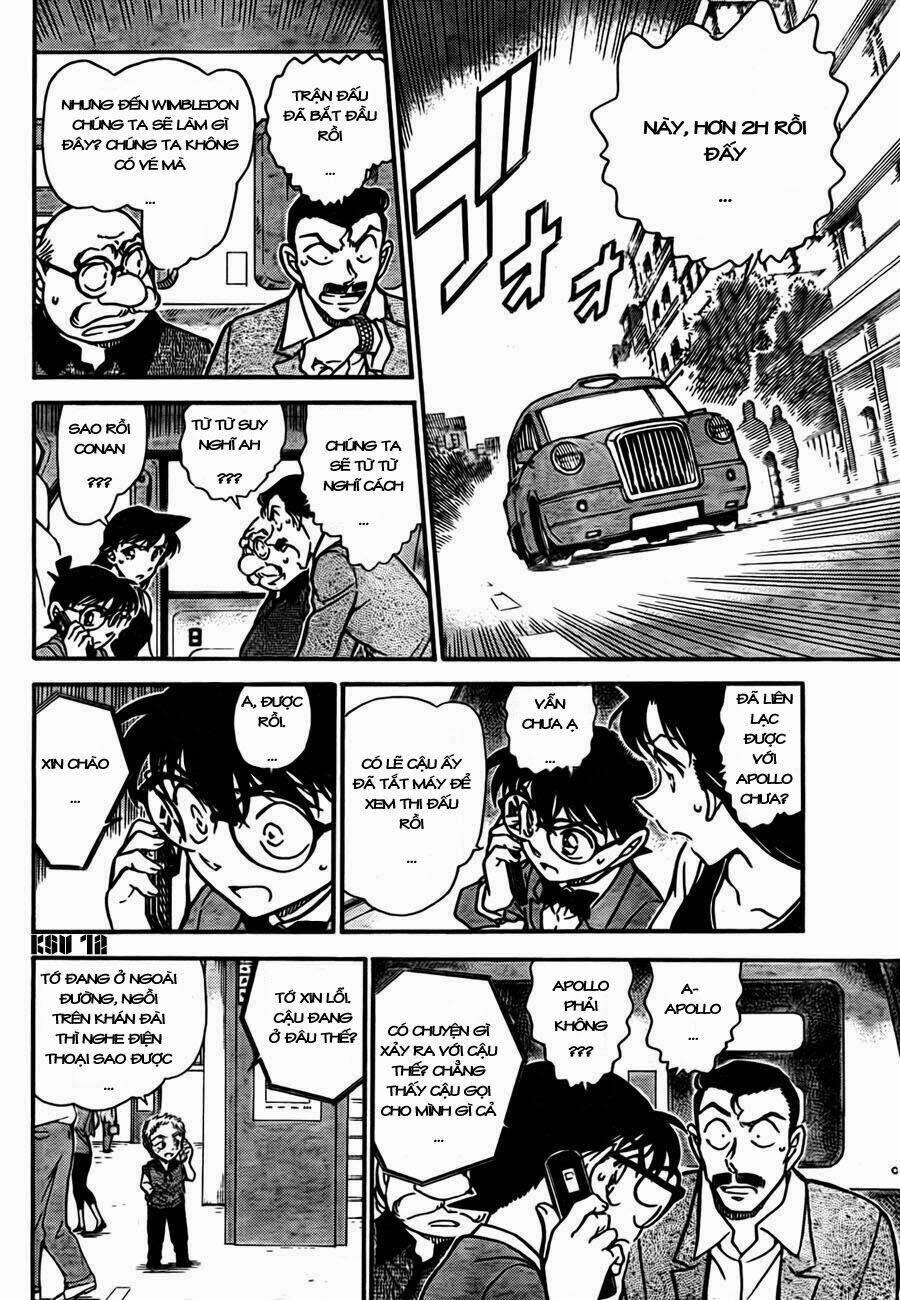 NÀY, HƠN 2H RỒI
ĐẤY
...
ブォォ
TRẬN ĐẤU
ĐÃ BẮT ĐẦU
RỒI
...
NHƯNG ĐẾN WIMBLEDON
CHÚNG TA SẼ LÀM GÌ
ĐÂY? CHÚNG TA KHÔNG
CÓ VÉ MÀ
...
CHÚNG TA
SẼ TỪ TỪ
NGHĨ CÁCH
...
TỪ TỪ SUY
NGHĨ AH
???
SAO RỒI
CONAN
???
8
ĐÃ LIÊN
LẠC
ĐƯỢC
VỚI
APOLLO
CHƯA?
VẪN
CHƯA Ạ
...
CÓ LẼ CẬU ẤY
ĐÃ TẮT MÁY ĐỂ
XEM THI ĐẤU
RỒI
...
A, ĐƯỢC
RỒI.
...
XIN CHÀO
...
KSV 12
A-
APOLLO
APOLLO
PHẢI
KHÔNG
???
CÓ CHUYỆN GÌ
XẢY RA VỚI CẬU
THẾ? CHẲNG
THẤY CẬU GỌI
CHO MÌNH GÌ CẢ
...
TỚ XIN LỖI.
CẬU ĐANG
Ở ĐÂU THẾ?
TỚ ĐANG Ở NGOÀI
ĐƯỜNG, NGỒI
TRÊN KHÁN ĐÀI
THÌ NGHE ĐIỆN
THOẠI SAO ĐƯỢC
...